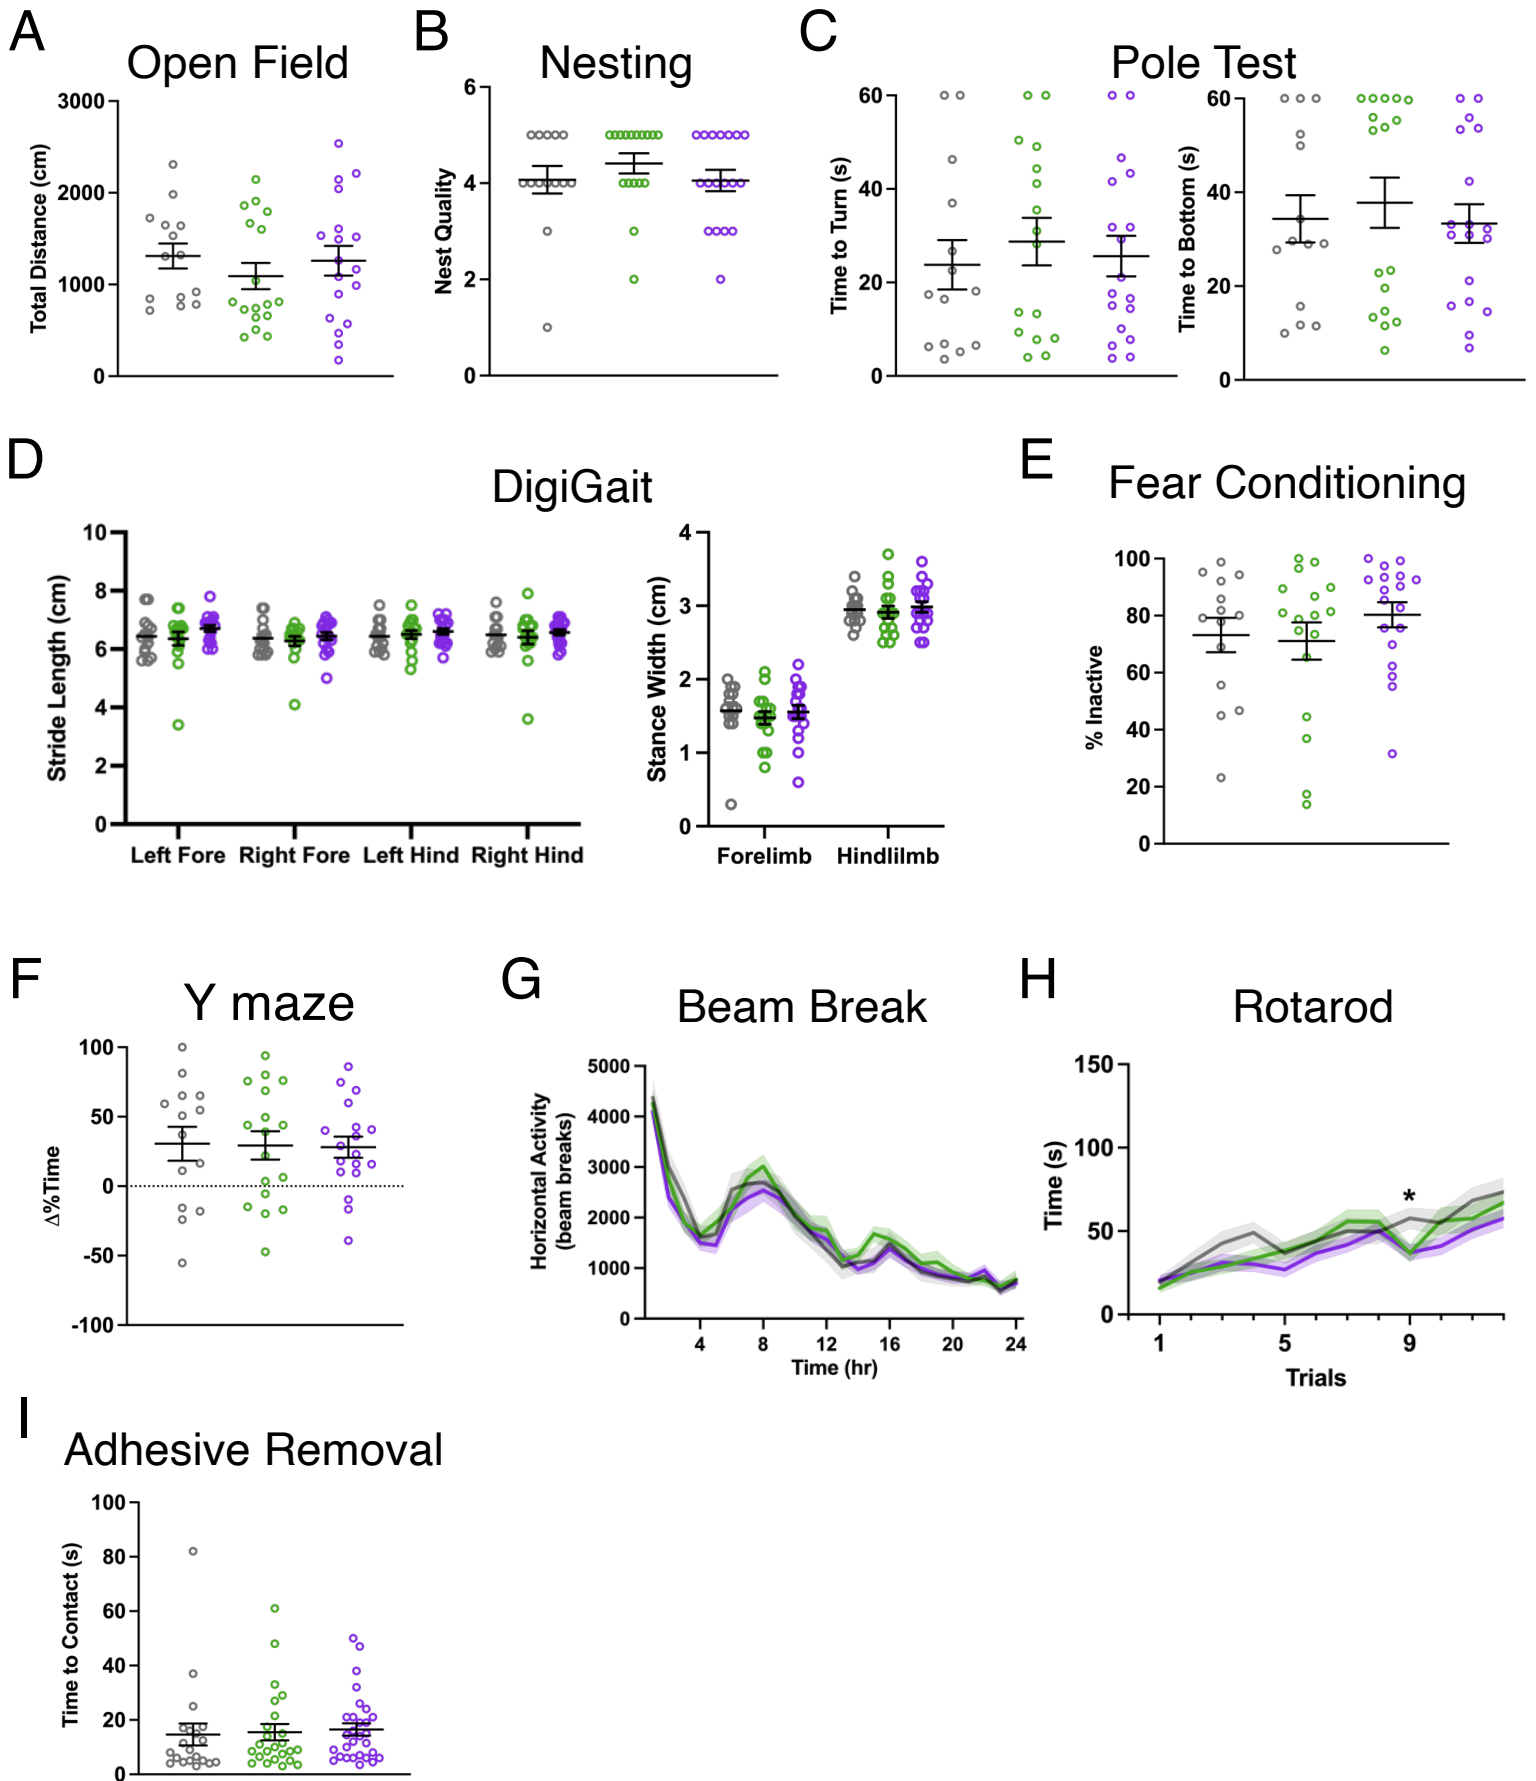 A
Open Field
Total Distance (cm)
3000
2000
1000
0
B
Nesting
Nest Quality
6
4
2
0
C
Pole Test
Time to Turn (s)
60
40
20
0
Time to Bottom (s)
60
40
20
0
D
DigiGait
Stride Length (cm)
10
8
6
4
2
0
Left Fore
Right Fore
Left Hind
Right Hind
Stance Width (cm)
4
3
2
1
0
Forelimb
Hindlilmb
E
Fear Conditioning
% Inactive
100
80
60
40
20
0
F
Y maze
Δ%Time
100
50
0
-50
-100
G
Beam Break
Horizontal Activity
(beam breaks)
5000
4000
3000
2000
1000
0
4
8
12
16
20
24
Time (hr)
H
Rotarod
Time (s)
150
100
50
0
*
1
5
9
Trials
I
Adhesive Removal
Time to Contact (s)
100
80
60
40
20
0